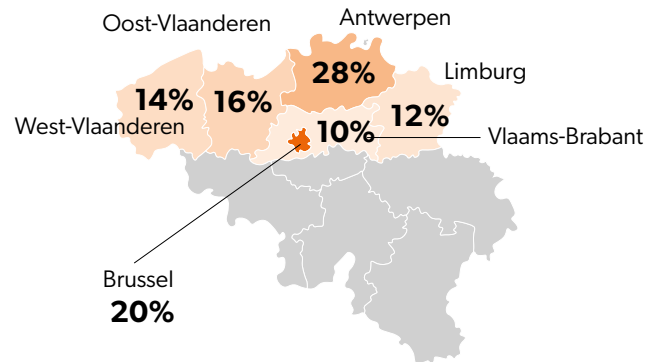 Oost-Vlaanderen
Antwerpen
28%
Limburg
14%
16%
12%
West-Vlaanderen
10%
Vlaams-Brabant
Brussel
20%